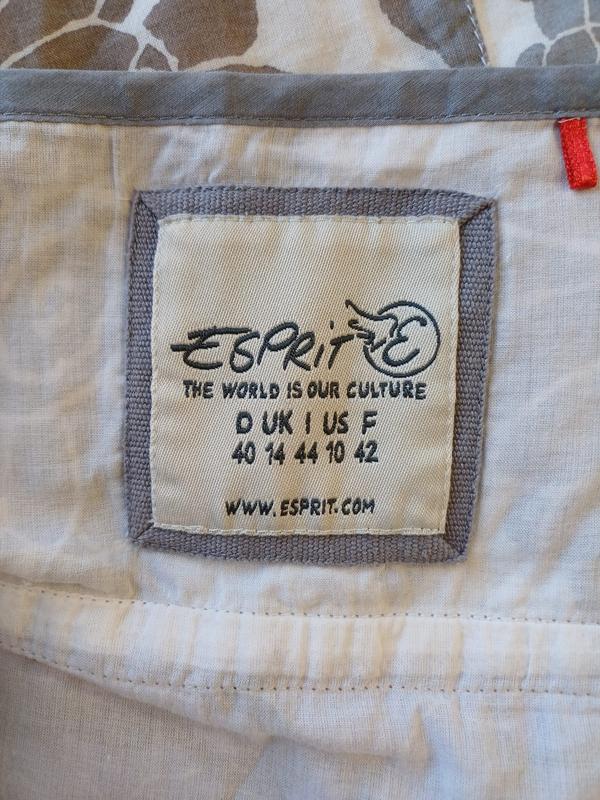 ESPRIT E
THE WORLD IS OUR CULTURE
D UK I US F
40 14 44 10 42
WWW.ESPRIT.COM